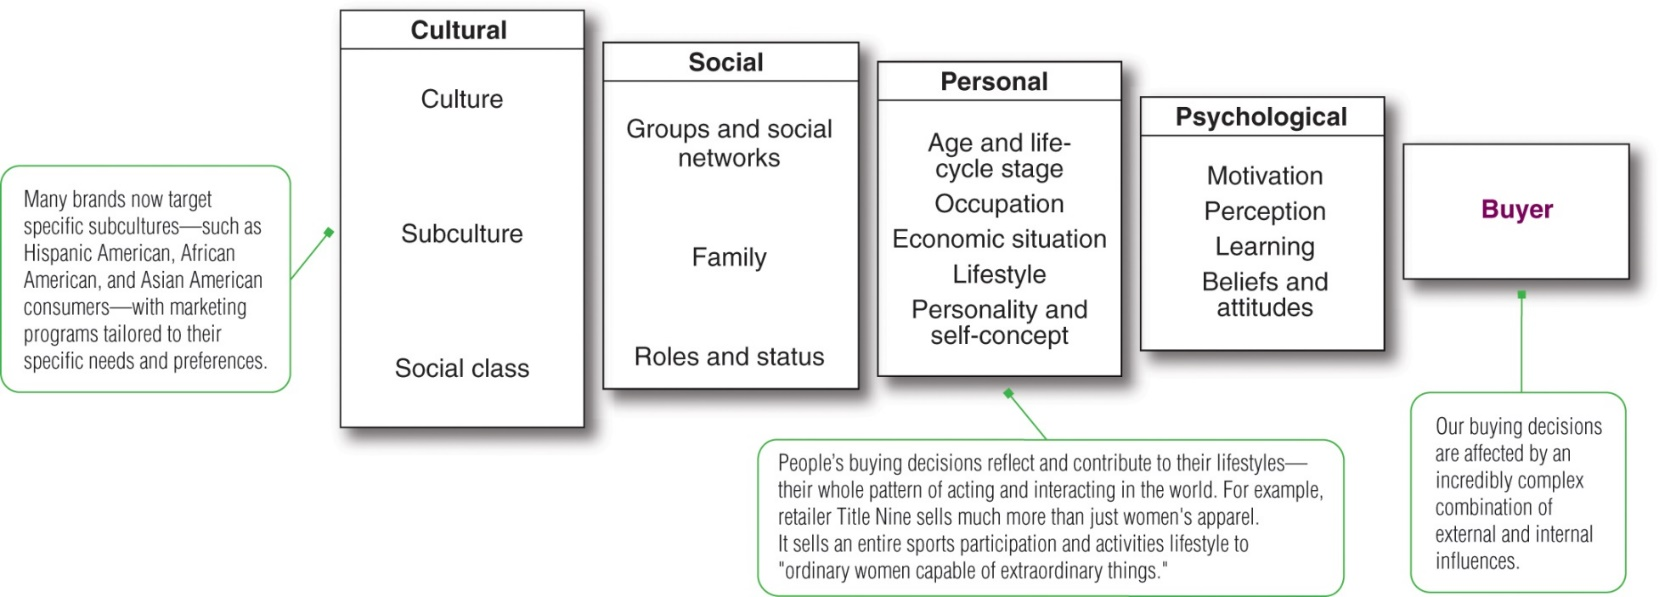 Cultural
Culture
Subculture
Social class
Social
Groups and social
networks
Family
Roles and status
Personal
Age and life-
cycle stage
Occupation
Economic situation
Lifestyle
Personality and
self-concept
Psychological
Motivation
Perception
Learning
Beliefs and
attitudes
Buyer
Many brands now target
specific subcultures—such as
Hispanic American, African
American, and Asian American
consumers—with marketing
programs tailored to their
specific needs and preferences.
People's buying decisions reflect and contribute to their lifestyles—
their whole pattern of acting and interacting in the world. For example,
retailer Title Nine sells much more than just women's apparel.
It sells an entire sports participation and activities lifestyle to
"ordinary women capable of extraordinary things."
Our buying decisions
are affected by an
incredibly complex
combination of
external and internal
influences.